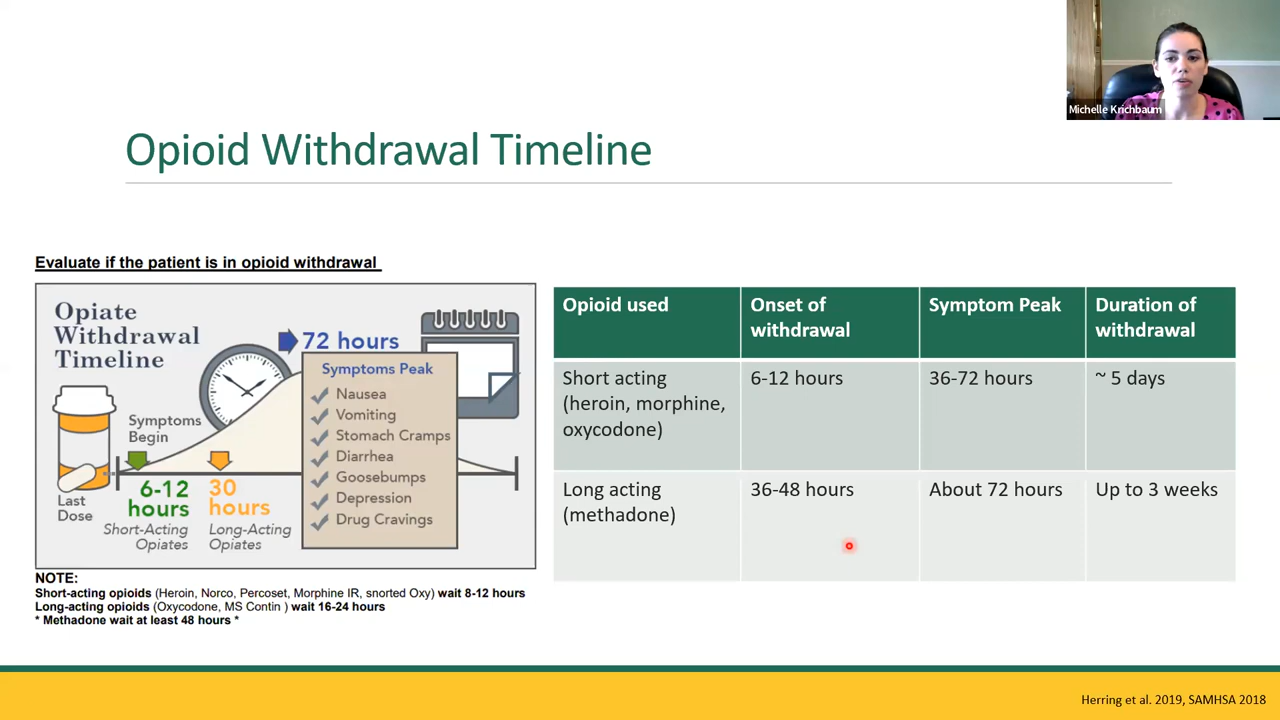 Michelle Krichbaum
Opioid Withdrawal Timeline
Evaluate if the patient is in opioid withdrawal
Opiate
Withdrawal
Timeline
72 hours
Symptoms Peak
Nausea
Vomiting
Stomach Cramps
Diarrhea
Goosebumps
Depression
Drug Cravings
Symptoms
Begin
Last
Dose
6-12
hours
Short-Acting
Opiates
30
hours
Long-Acting
Opiates
NOTE:
Short-acting opioids (Heroin, Norco, Percoset, Morphine IR, snorted Oxy) wait 8-12 hours
Long-acting opioids (Oxycodone, MS Contin ) wait 16-24 hours
* Methadone wait at least 48 hours *
Opioid used
Onset of
withdrawal
Symptom Peak
Duration of
withdrawal
Short acting
(heroin, morphine,
oxycodone)
6-12 hours
36-72 hours
~ 5 days
Long acting
(methadone)
36-48 hours
About 72 hours
Up to 3 weeks
Herring et al. 2019, SAMHSA 2018